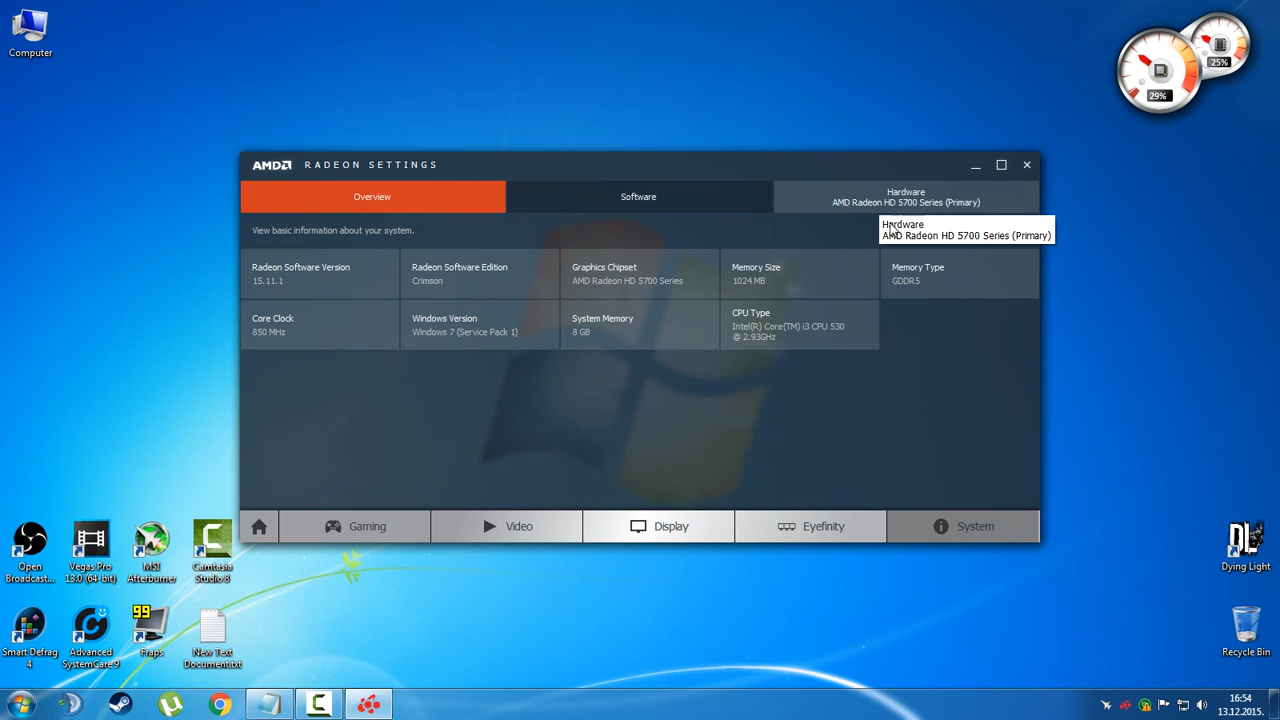 Computer
25%
29%
AMD RADEON SETTINGS
Overview
Software
Hardware
AMD Radeon HD 5700 Series (Primary)
View basic information about your system.
Hardware
AMD Radeon HD 5700 Series (Primary)
Radeon Software Version
15.11.1
Radeon Software Edition
Crimson
Graphics Chipset
AMD Radeon HD 5700 Series
Memory Size
1024 MB
Memory Type
GDDR5
Core Clock
850 MHz
Windows Version
Windows 7 (Service Pack 1)
System Memory
8 GB
CPU Type
Intel(R) Core(TM) i3 CPU 530
@ 2.93GHz
Gaming
Video
Display
Eyefinity
System
Open
Broadcast...
Vegas Pro
13.0 (64-bit)
MSI
Afterburner
Camtasia
Studio 8
DL
Dying Light
Smart Defrag
4
Advanced
SystemCare 9
99
Fraps
New Text
Document.txt
Recycle Bin
16:54
13.12.2015.